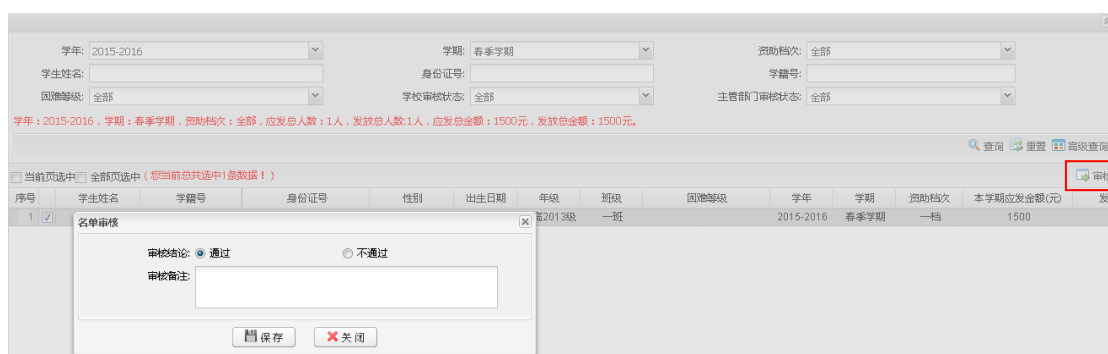 学年: 2015-2016 学期: 春季学期 资助档次: 全部
学生姓名: 身份证号: 学籍号:
困难等级: 全部 学校审核状态: 全部 主管部门审核状态: 全部
学年：2015-2016，学期：春季学期，资助档次：全部，应发总人数：1人，发放总人数:1人，应发总金额：1500元，发放总金额：1500元。
查询 重置 高级查询
当前页选中 全部页选中（您当前总共选中1条数据！） 审核
序号 学生姓名 学籍号 身份证号 性别 出生日期 年级 班级 困难等级 学年 学期 资助档次 本学期应发金额(元) 发
1 高2013级 一班 2015-2016 春季学期 一档 1500
名单审核
审核结论: 通过 不通过
审核备注:
保存 关闭